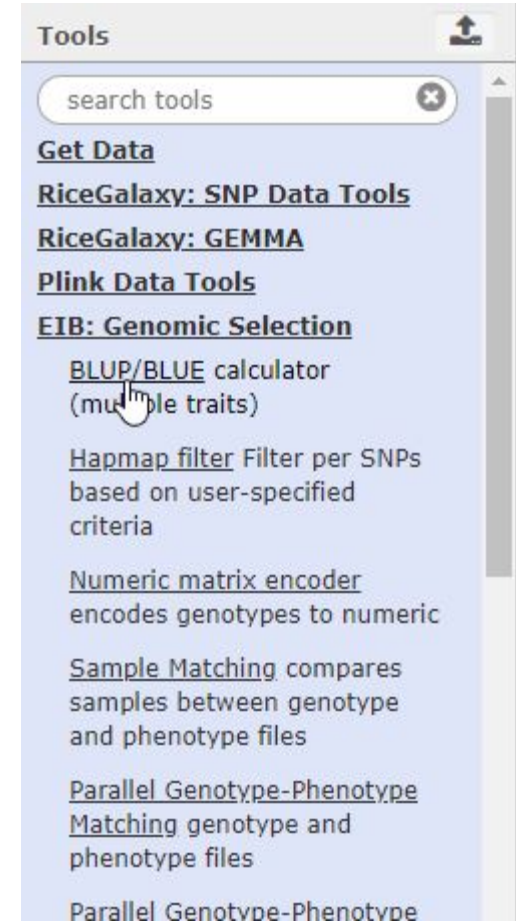 Tools
search tools
Get Data
RiceGalaxy: SNP Data Tools
RiceGalaxy: GEMMA
Plink Data Tools
EIB: Genomic Selection
BLUP/BLUE calculator
(multiple traits)
Hapmap filter Filter per SNPs
based on user-specified
criteria
Numeric matrix encoder
encodes genotypes to numeric
Sample Matching compares
samples between genotype
and phenotype files
Parallel Genotype-Phenotype
Matching genotype and
phenotype files
Parallel Genotype-Phenotype